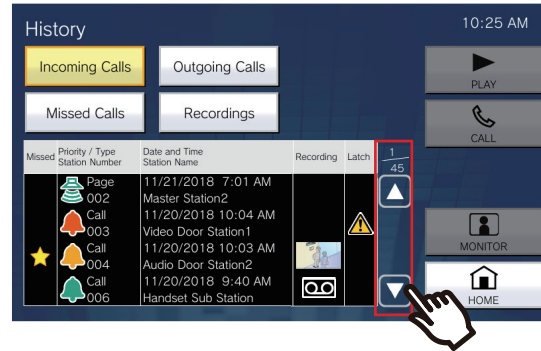 History
10:25 AM
Incoming Calls
Outgoing Calls
Missed Calls
Recordings
PLAY
CALL
MONITOR
HOME
Missed
Priority / Type
Station Number
Date and Time
Station Name
Recording
Latch
1
45
Page
002
11/21/2018 7:01 AM
Master Station2
Call
003
11/20/2018 10:04 AM
Video Door Station1
Call
004
11/20/2018 10:03 AM
Audio Door Station2
Call
006
11/20/2018 9:40 AM
Handset Sub Station